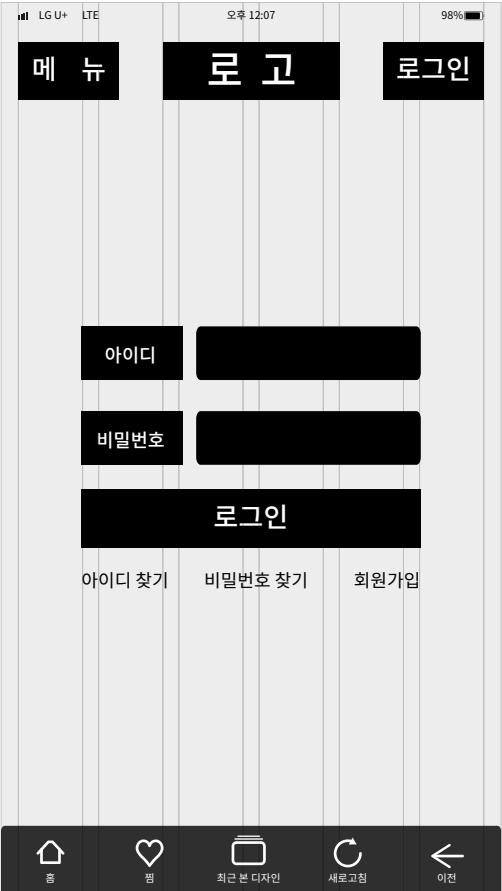 LG U+ LTE 오후 12:07 98%
메 뉴 로 고 로그인
아이디
비밀번호
로그인
아이디 찾기 비밀번호 찾기 회원가입
홈 찜 최근 본 디자인 새로고침 이전